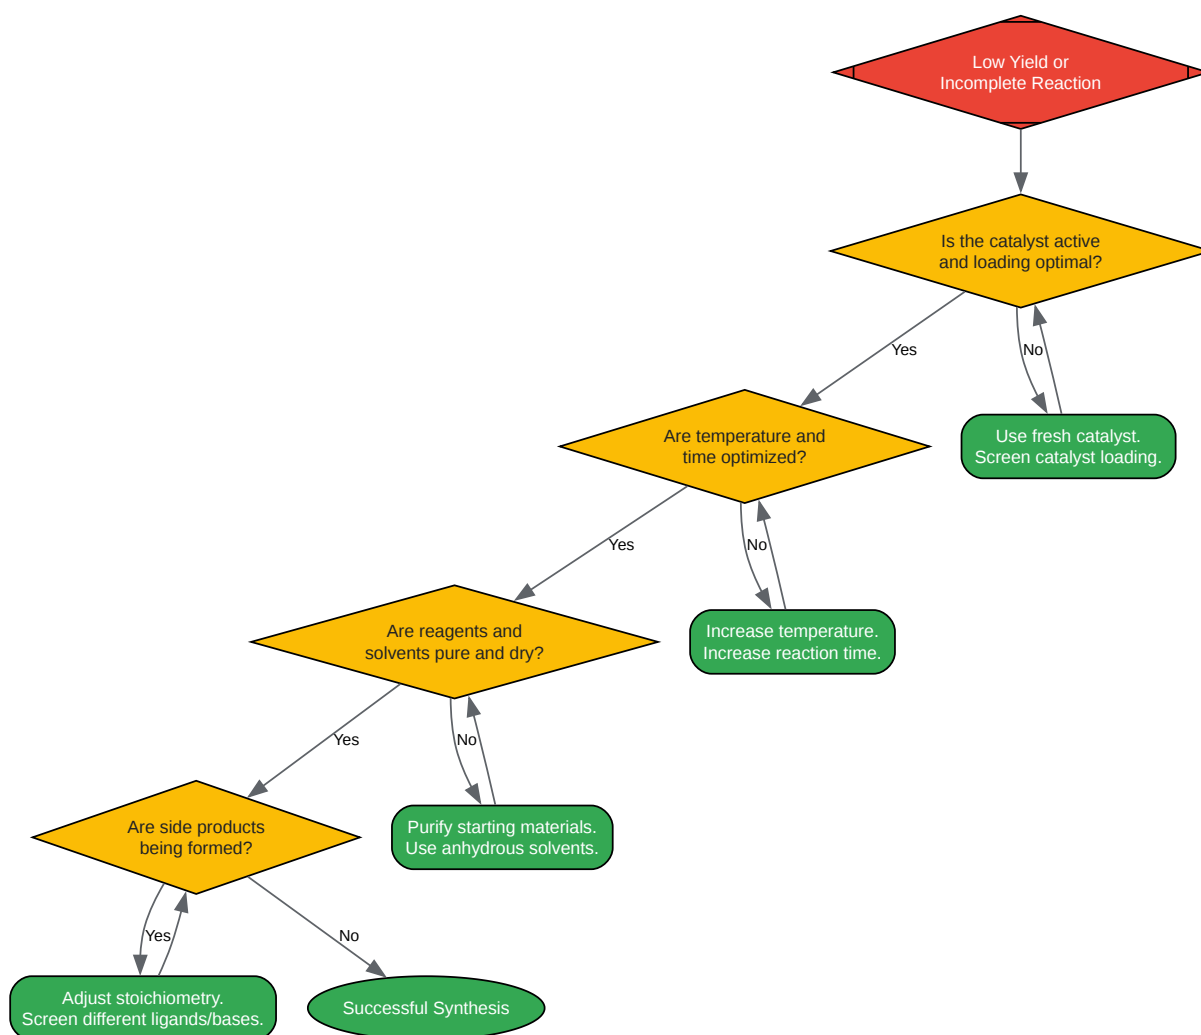 Low Yield or
Incomplete Reaction
Is the catalyst active
and loading optimal?
Yes
No
Are temperature and
time optimized?
Use fresh catalyst.
Screen catalyst loading.
Yes
No
Are reagents and
solvents pure and dry?
Increase temperature.
Increase reaction time.
Yes
No
Are side products
being formed?
Purify starting materials.
Use anhydrous solvents.
Yes
No
Adjust stoichiometry.
Screen different ligands/bases.
Successful Synthesis